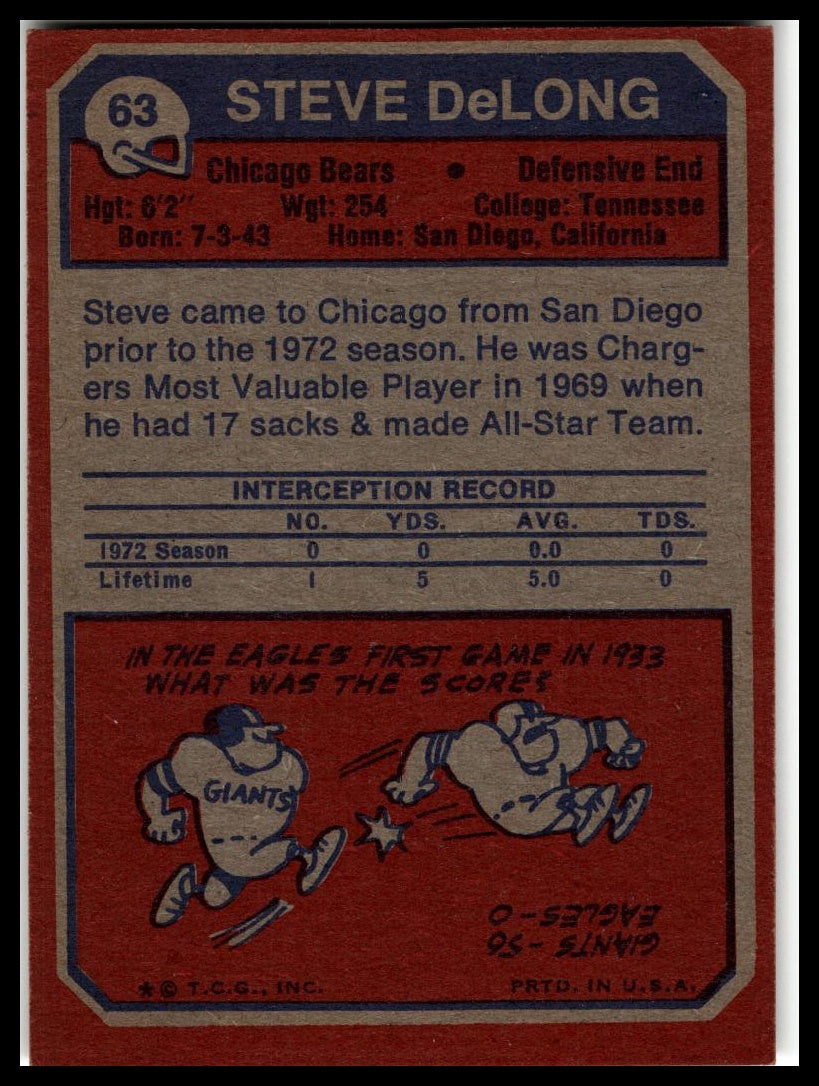 63
STEVE DeLONG
Chicago Bears • Defensive End
Hgt: 6'2" Wgt: 254 College: Tennessee
Born: 7-3-43 Home: San Diego, California
Steve came to Chicago from San Diego
prior to the 1972 season. He was Charg-
ers Most Valuable Player in 1969 when
he had 17 sacks & made All-Star Team.
INTERCEPTION RECORD
NO. YDS. AVG. TDS.
1972 Season 0 0 0.0 0
Lifetime 1 5 5.0 0
IN THE EAGLES FIRST GAME IN 1933
WHAT WAS THE SCORE?
GIANTS
GIANTS - 56
EAGLES - 0
* © T.C.G., INC. PRTD. IN U.S.A.